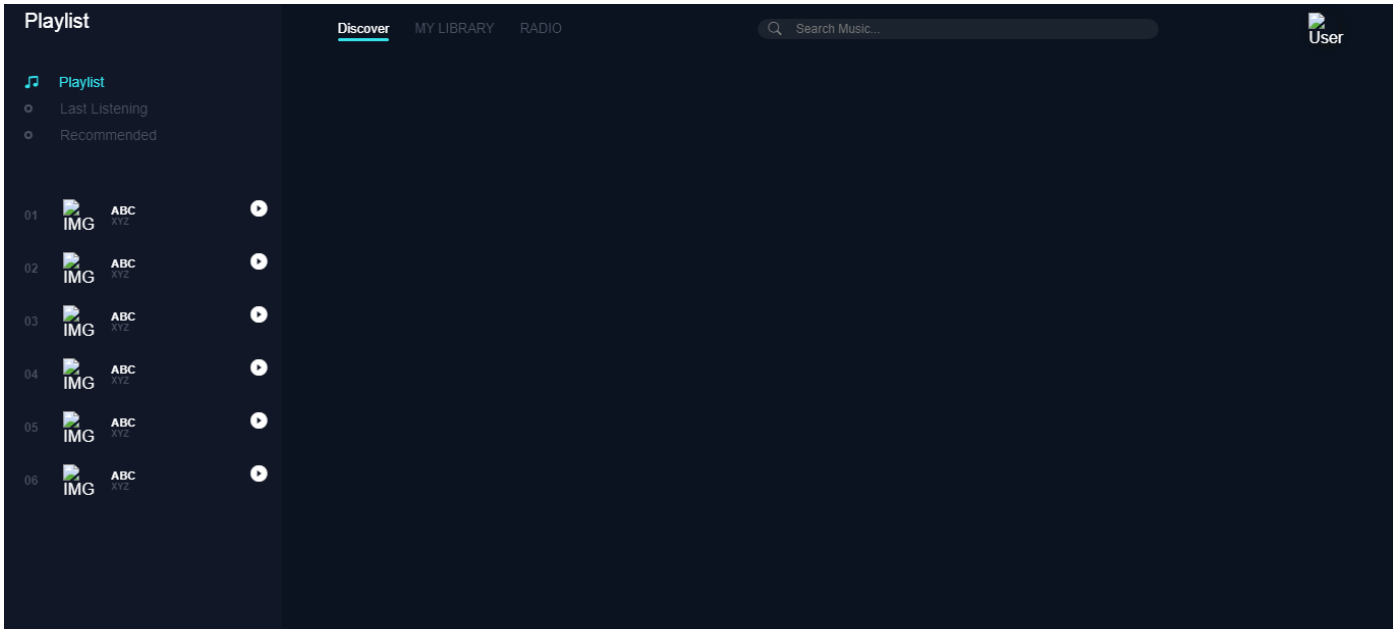 Playlist
Discover MY LIBRARY RADIO
Search Music...
User
Playlist
Last Listening
Recommended
01 IMG ABC
XYZ
02 IMG ABC
XYZ
03 IMG ABC
XYZ
04 IMG ABC
XYZ
05 IMG ABC
XYZ
06 IMG ABC
XYZ